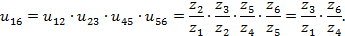 u₁₆ = u₁₂ · u₂₃ · u₄₅ · u₅₆ = z₂/z₁ · z₃/z₂ · z₅/z₄ · z₆/z₅ = z₃/z₁ · z₆/z₄.